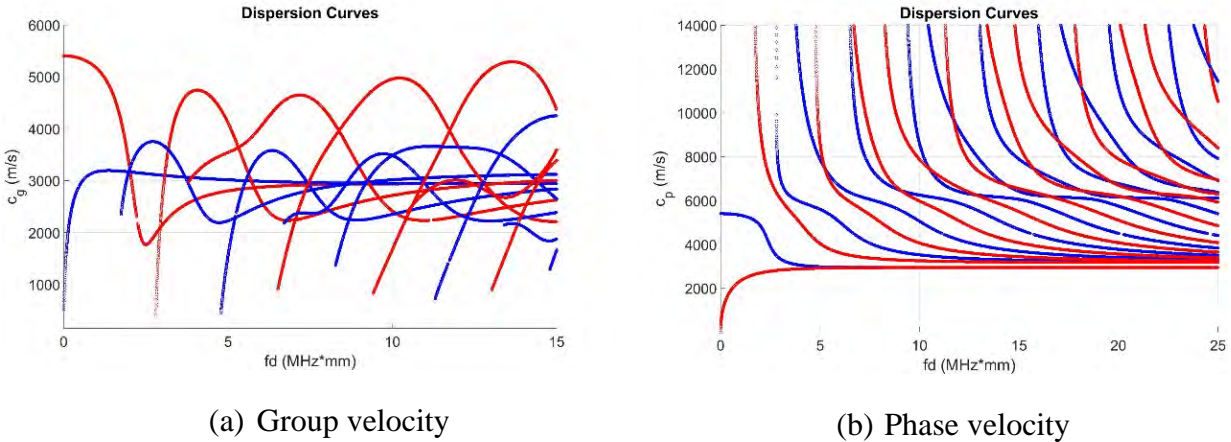 Dispersion Curves
6000
5000
4000
3000
2000
1000
c_g (m/s)
0
5
10
15
fd (MHz*mm)
(a) Group velocity
Dispersion Curves
14000
12000
10000
8000
6000
4000
2000
c_p (m/s)
0
5
10
15
20
25
fd (MHz*mm)
(b) Phase velocity